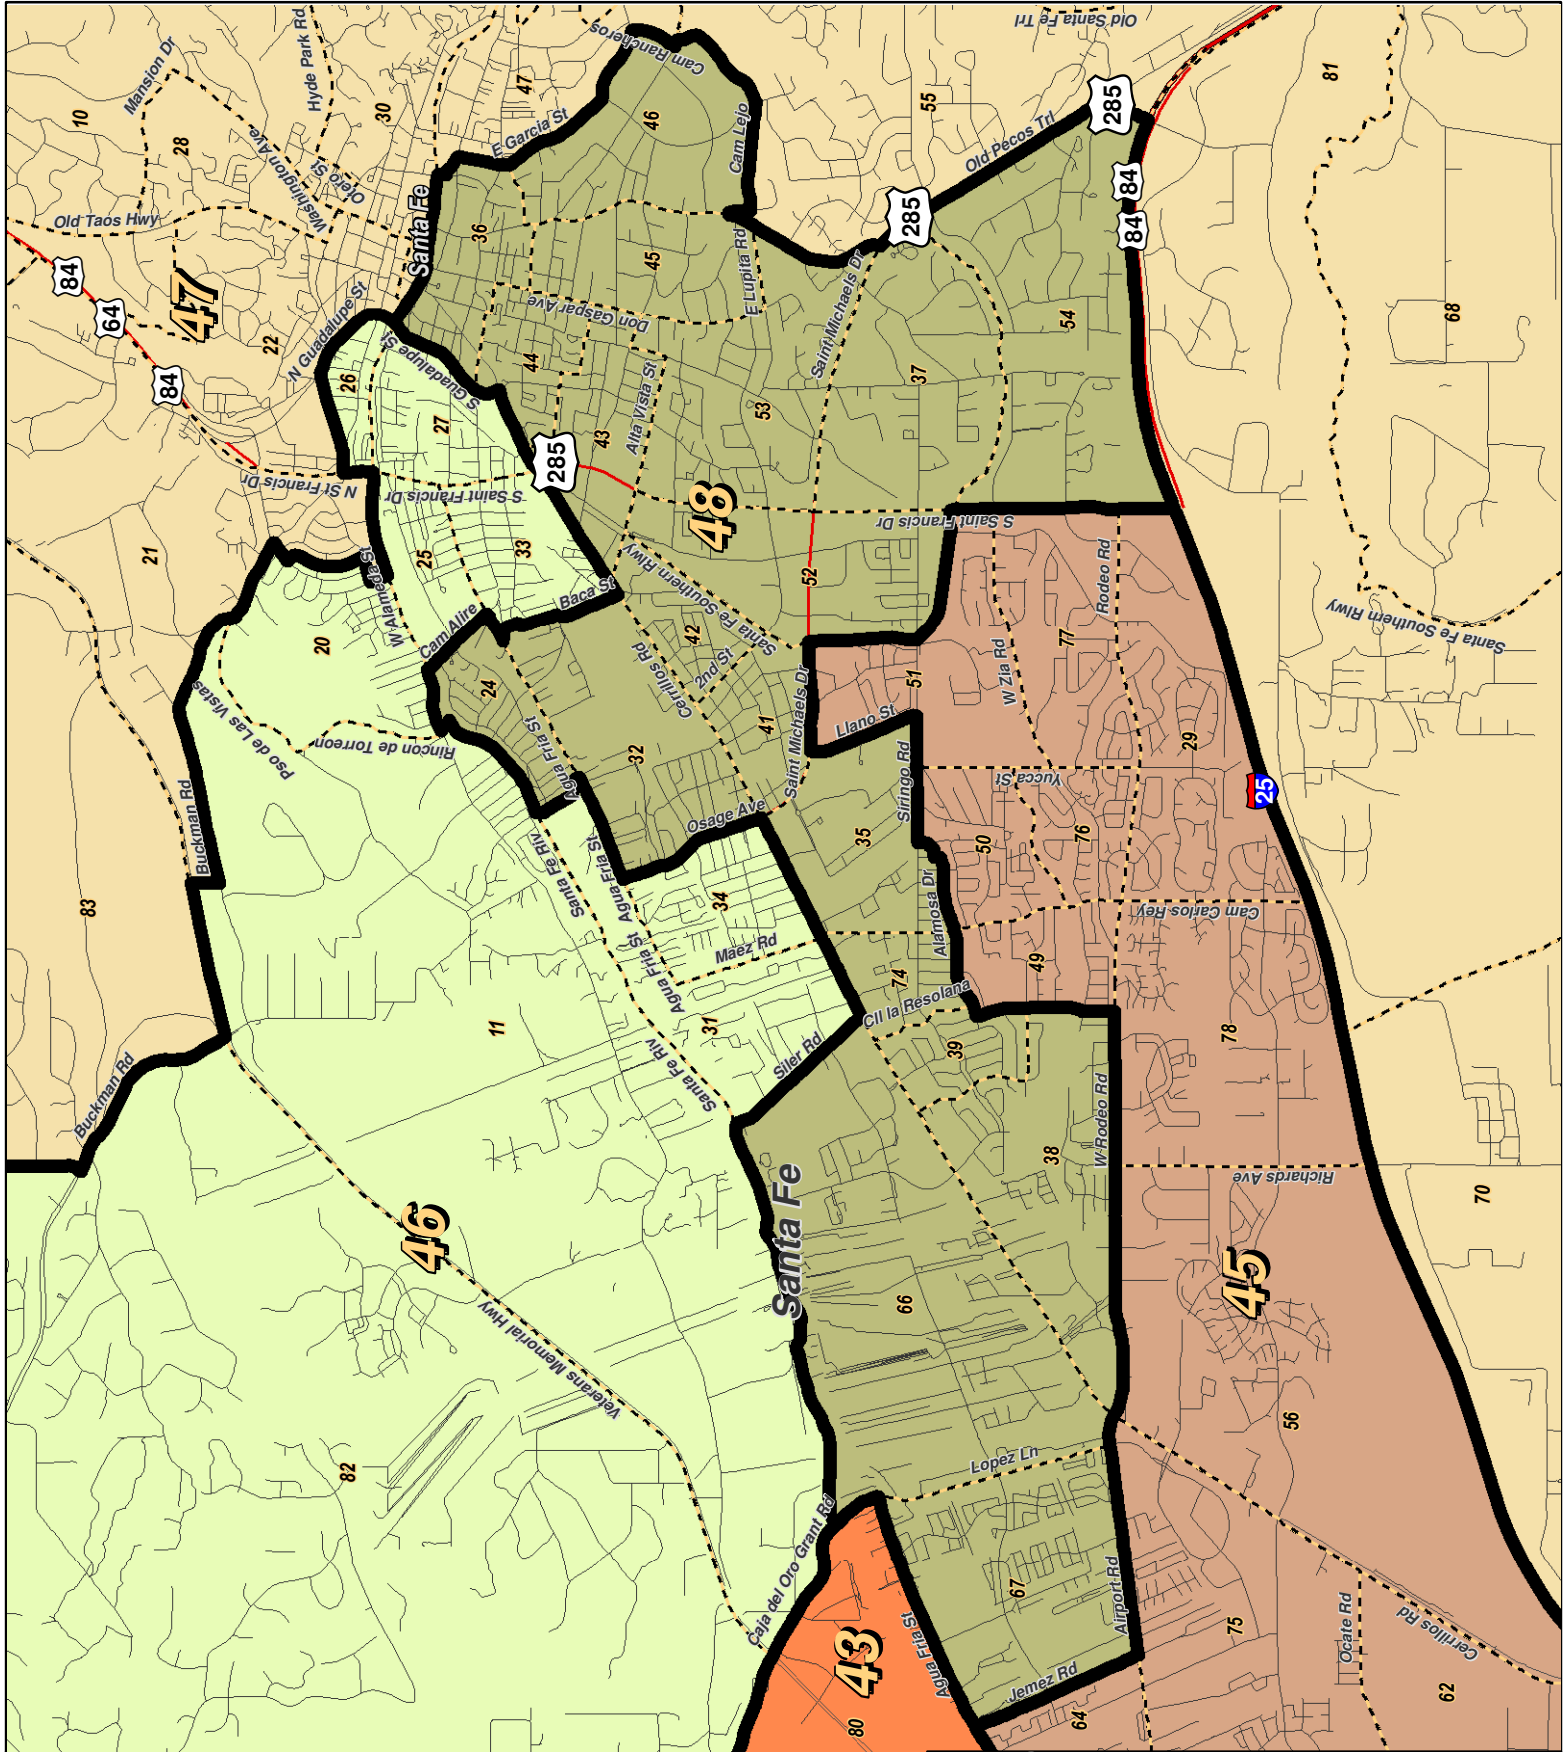 Old Santa Fe Trl
Mansion Dr
Hyde Park Rd
47
Cam Rancheros
10
28
30
81
Washington Ave
Otero St
E Garcia St
46
55
285
Cam Lejo
Old Pecos Trl
84
Old Taos Hwy
Santa Fe
36
45
E Lupita Rd
285
84
84
64
47
22
N Guadalupe St
Don Gaspar Ave
Saint Michaels Dr
54
68
84
26
S Guadalupe St
27
44
Alta Vista St
53
37
43
285
N St Francis Dr
S Saint Francis Dr
48
S Saint Francis Dr
21
W Alameda St
25
33
Santa Fe Southern Rlwy
52
Rodeo Rd
Baca St
Cam Alire
42
Santa Fe Southern Rlwy
20
24
2nd St
51
W Zia Rd
77
Cerrillos Rd
Pso de Las Vistas
Rincon de Torreon
Agua Fria St
32
41
Llano St
29
Saint Michaels Dr
Siringo Rd
Yucca St
25
Buckman Rd
Osage Ave
35
50
76
Santa Fe Riv
Agua Fria St
83
34
Alamosa Dr
Cam Carlos Rey
Maez Rd
Agua Fria St
74
49
11
31
Cll la Resolana
78
Siler Rd
39
Santa Fe Riv
Buckman Rd
38
W Rodeo Rd
Richards Ave
70
46
Santa Fe
66
45
Veterans Memorial Hwy
56
82
Lopez Ln
Caja del Oro Grant Rd
67
Airport Rd
43
Agua Fria St
75
Ocate Rd
Cerrillos Rd
Jemez Rd
80
64
62